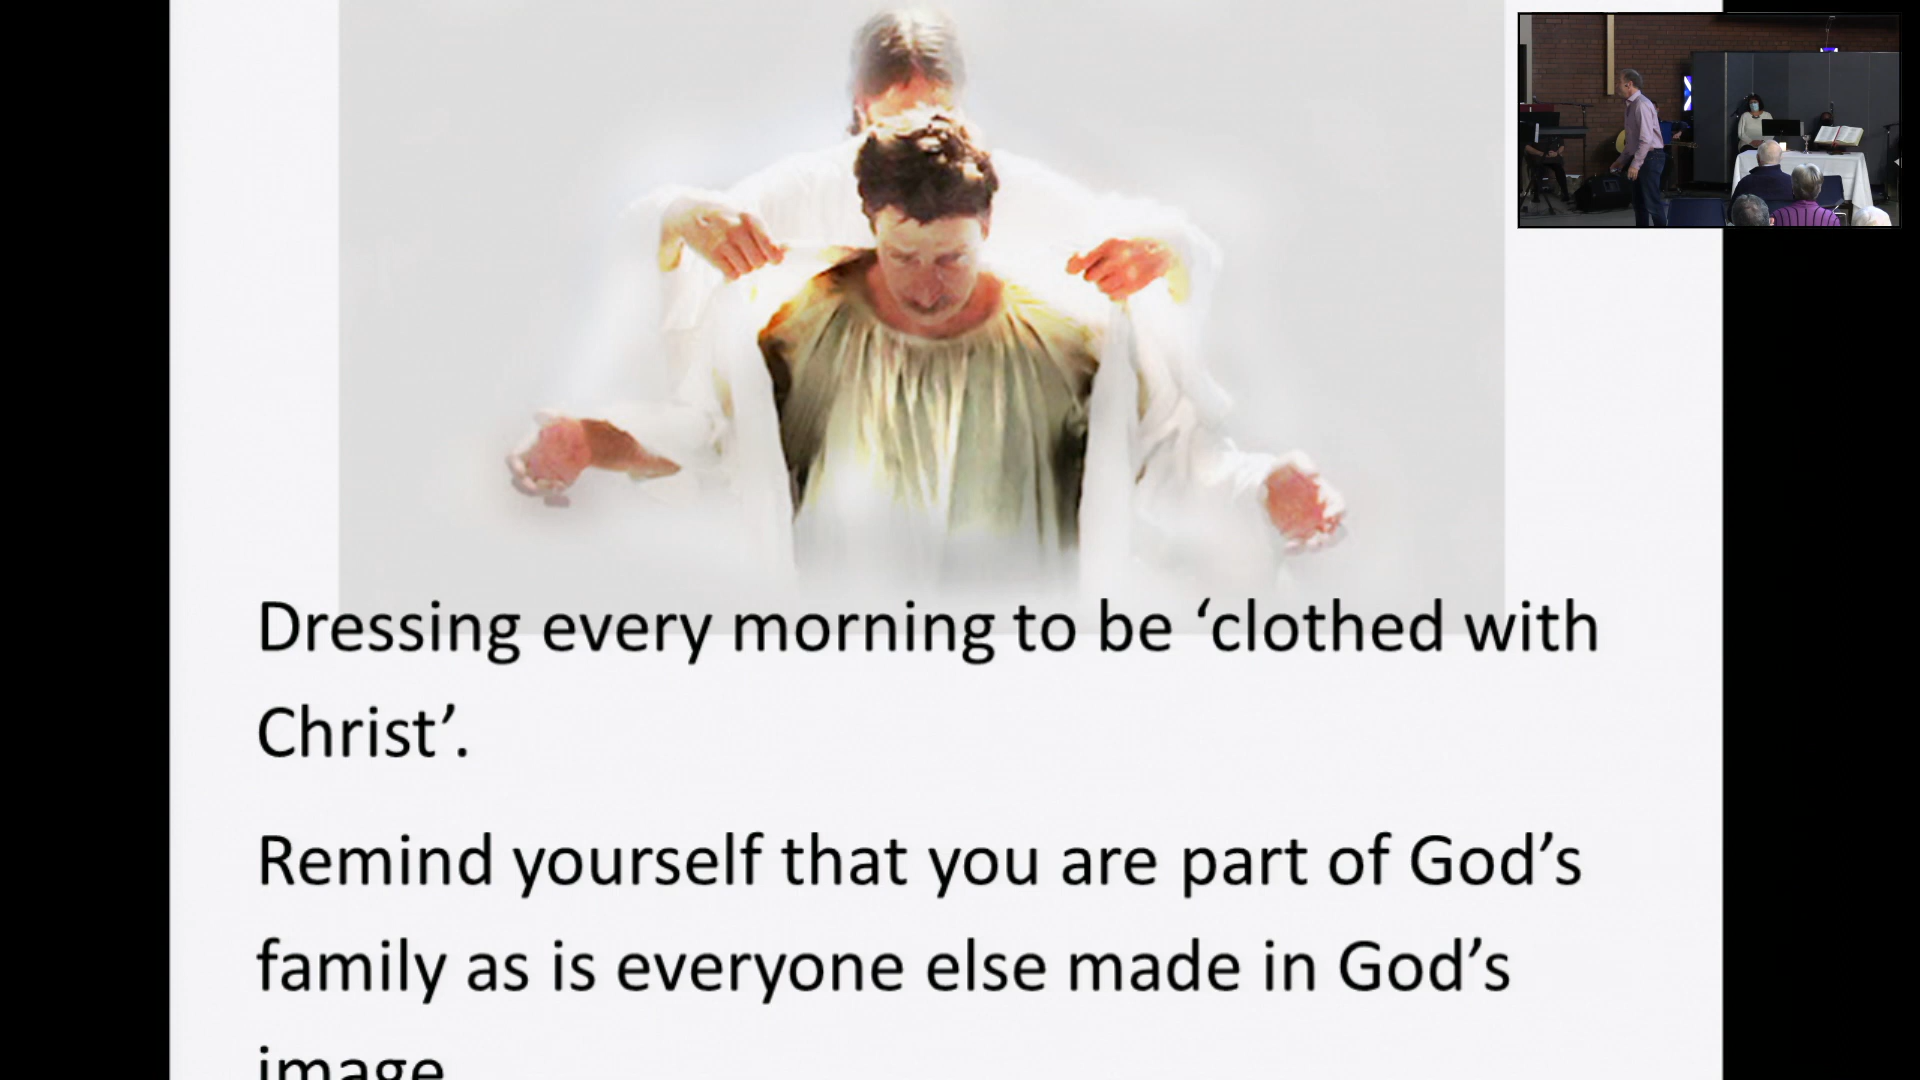 Dressing every morning to be ‘clothed with
Christ’.
Remind yourself that you are part of God’s
family as is everyone else made in God’s
image